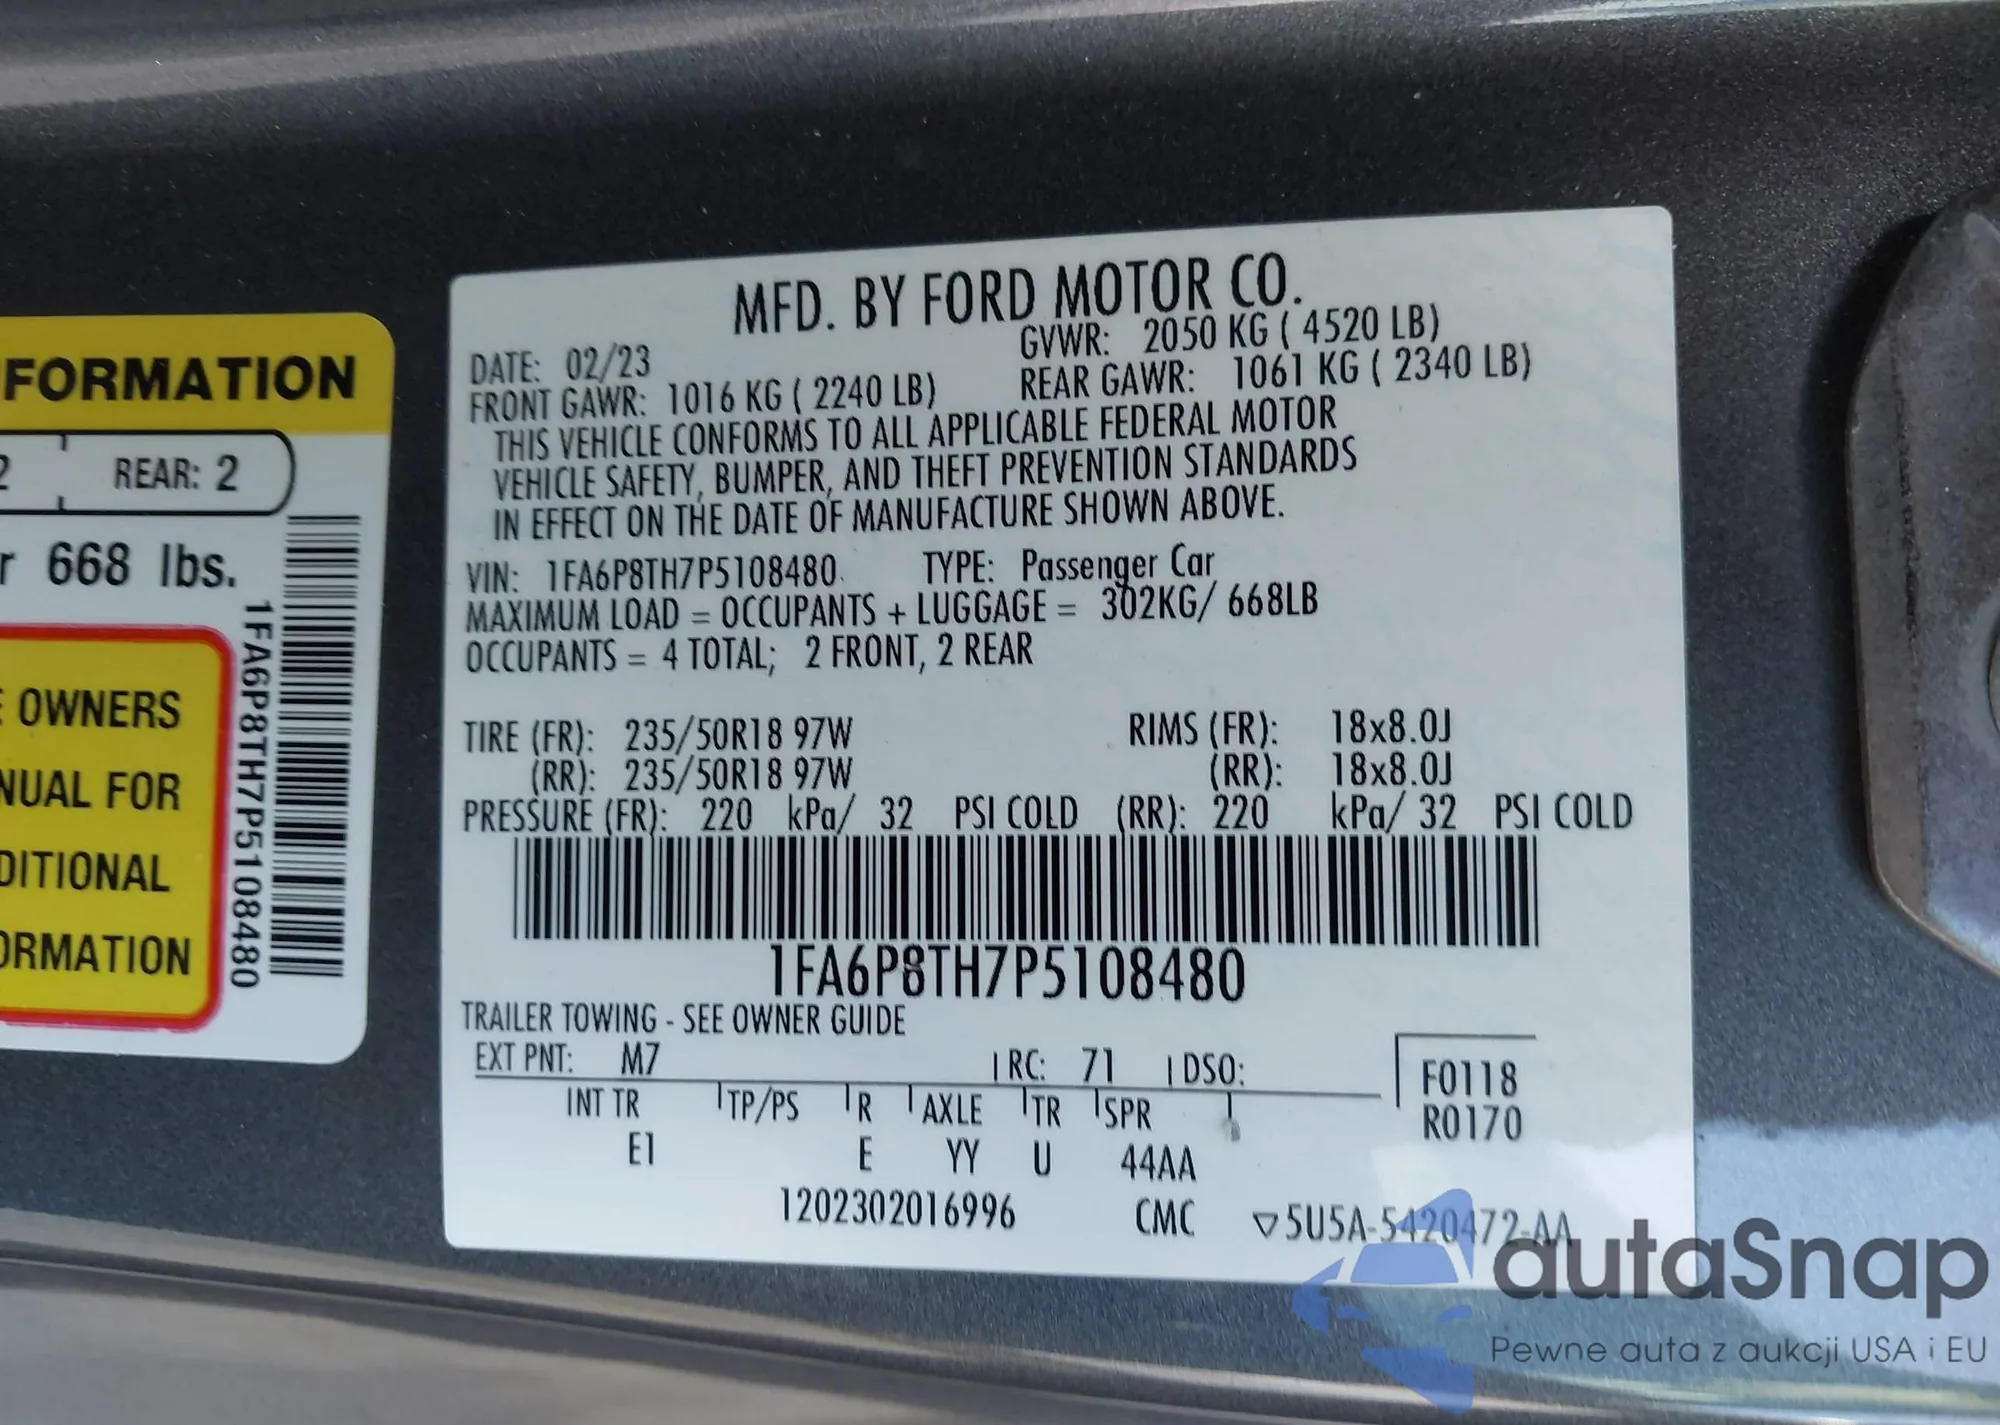 FORMATION
2 REAR: 2
r 668 lbs.
1FA6P8TH7P5108480
E OWNERS
NUAL FOR
DITIONAL
ORMATION
MFD. BY FORD MOTOR CO.
DATE: 02/23 GVWR: 2050 KG ( 4520 LB)
FRONT GAWR: 1016 KG ( 2240 LB) REAR GAWR: 1061 KG ( 2340 LB)
THIS VEHICLE CONFORMS TO ALL APPLICABLE FEDERAL MOTOR
VEHICLE SAFETY, BUMPER, AND THEFT PREVENTION STANDARDS
IN EFFECT ON THE DATE OF MANUFACTURE SHOWN ABOVE.
VIN: 1FA6P8TH7P5108480 TYPE: Passenger Car
MAXIMUM LOAD = OCCUPANTS + LUGGAGE = 302KG/ 668LB
OCCUPANTS = 4 TOTAL; 2 FRONT, 2 REAR
TIRE (FR): 235/50R18 97W RIMS (FR): 18x8.0J
(RR): 235/50R18 97W (RR): 18x8.0J
PRESSURE (FR): 220 kPa/ 32 PSI COLD (RR): 220 kPa/ 32 PSI COLD
1FA6P8TH7P5108480
TRAILER TOWING - SEE OWNER GUIDE
EXT PNT: M7 RC: 71 DSO:
F0118
INT TR TP/PS R AXLE TR SPR
R0170
E1 E YY U 44AA
1202302016996 CMC ▽5U5A-5420472-AA
autaSnap
Pewne auta z aukcji USA i EU